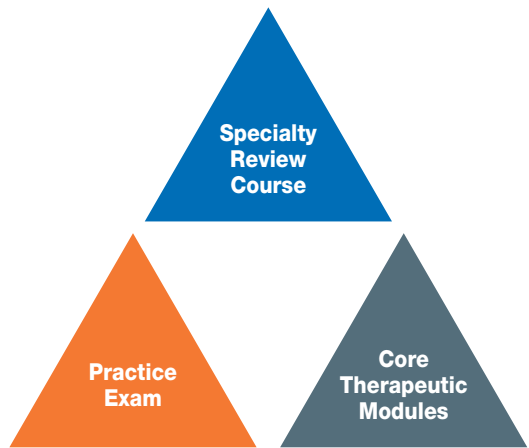 Specialty
Review
Course
Practice
Exam
Core
Therapeutic
Modules